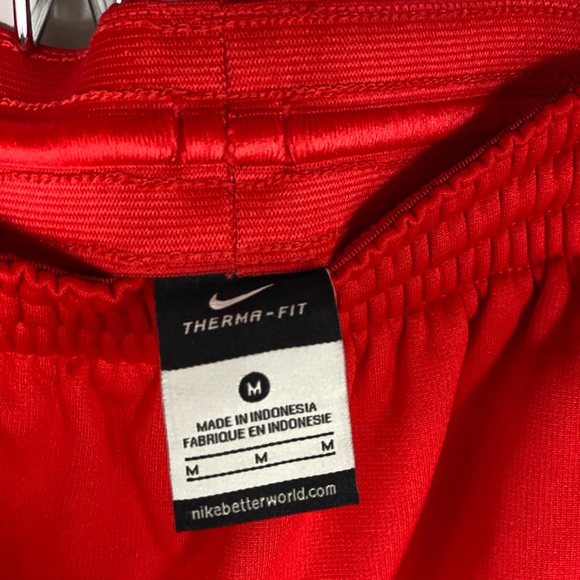 THERMA-FIT
M
MADE IN INDONESIA
FABRIQUE EN INDONESIE
M M M
nikebetterworld.com